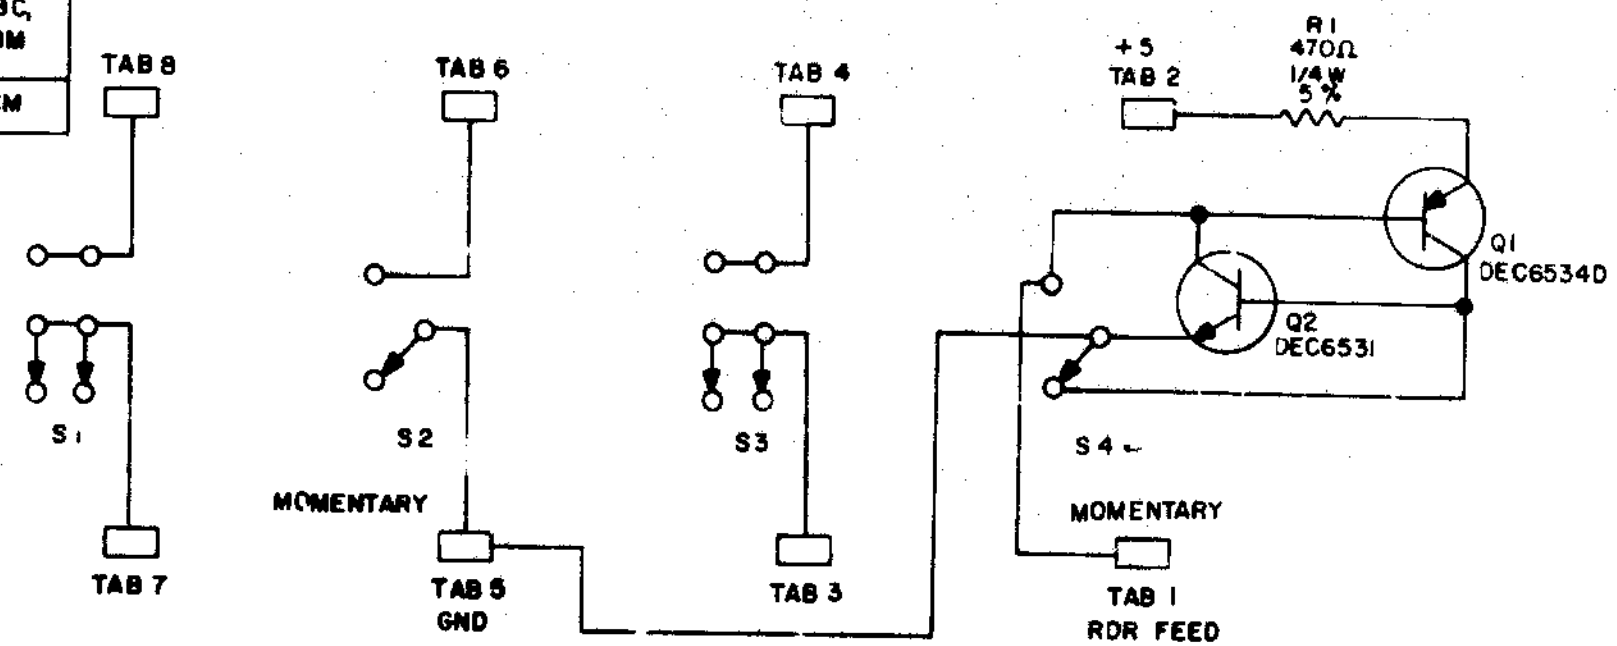 C,
M
TAB 8
TAB 6
TAB 4
+5
TAB 2
R1
470Ω
1/4 W
5%
Q1
DEC6534D
Q2
DEC6531
S1
S2
S3
S4
MOMENTARY
MOMENTARY
TAB 7
TAB 5
GND
TAB 3
TAB 1
RDR FEED